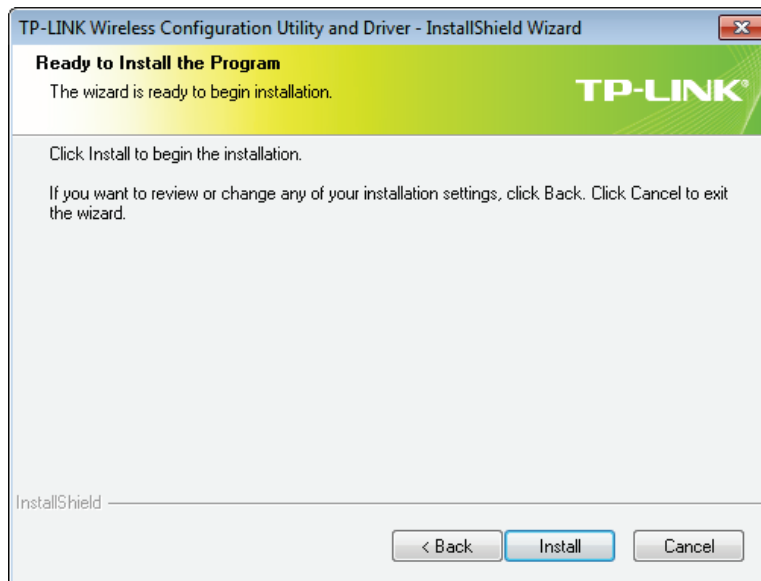 TP-LINK Wireless Configuration Utility and Driver - InstallShield Wizard
Ready to Install the Program
The wizard is ready to begin installation.
TP-LINK®
Click Install to begin the installation.
If you want to review or change any of your installation settings, click Back. Click Cancel to exit
the wizard.
InstallShield
< Back Install Cancel